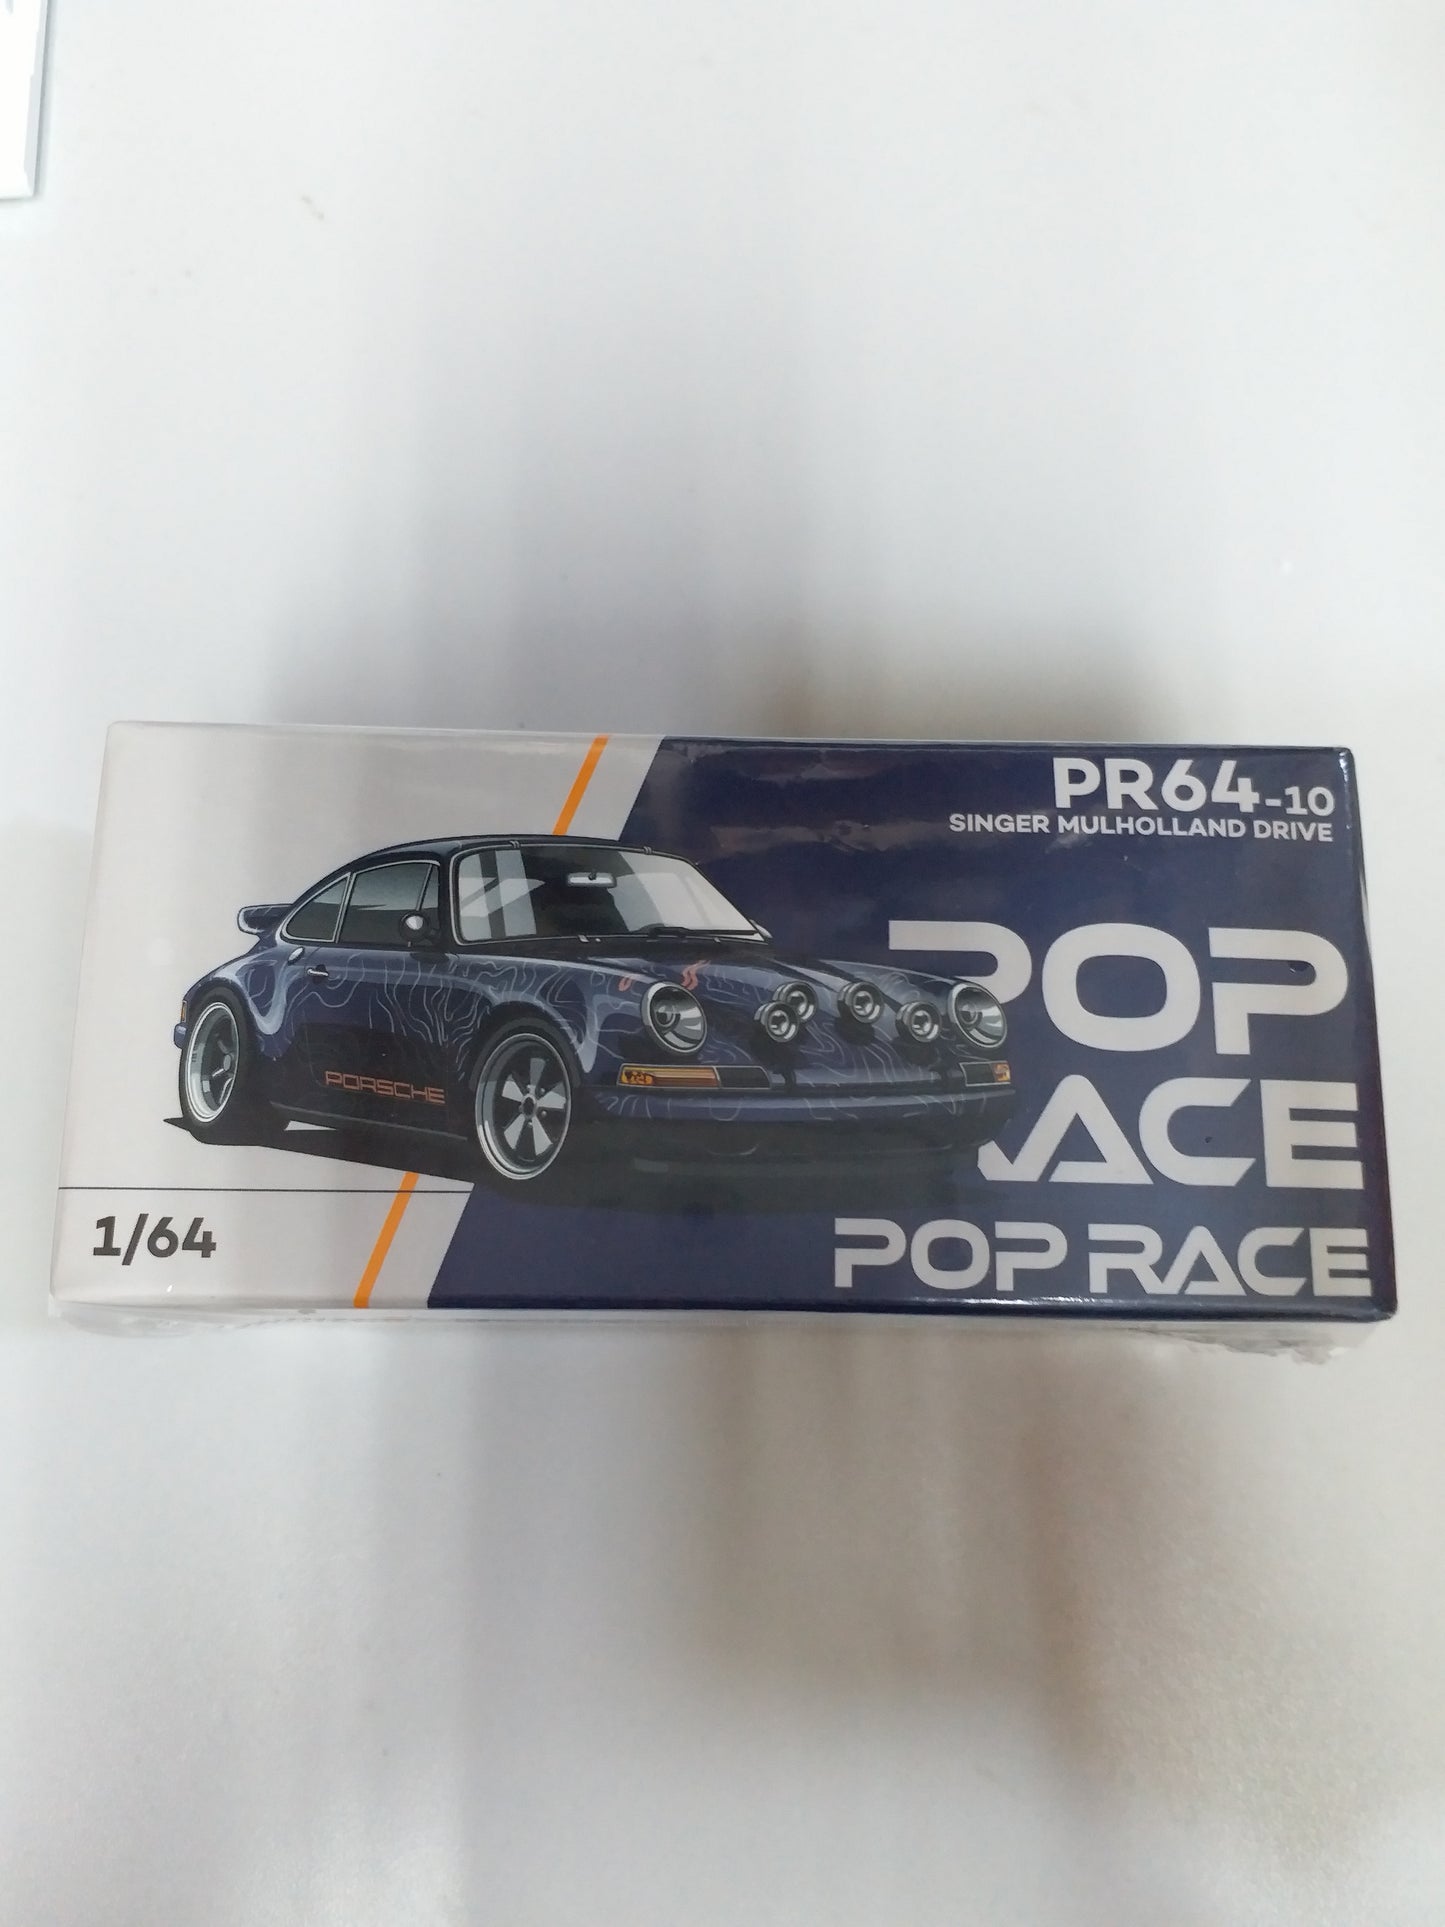 PR64-10
SINGER MULHOLLAND DRIVE
POP
RACE
PORSCHE
1/64
POP RACE